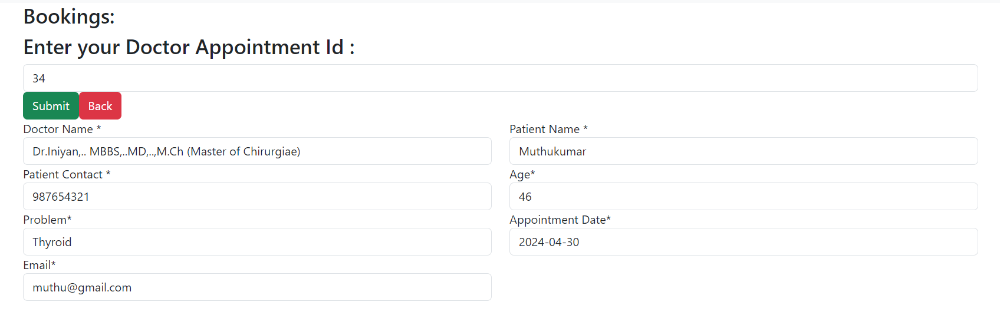 Bookings:
Enter your Doctor Appointment Id :
34
Submit Back
Doctor Name * Patient Name *
Dr.Iniyan,.. MBBS,..MD,..,M.Ch (Master of Chirurgiae) Muthukumar
Patient Contact * Age*
987654321 46
Problem* Appointment Date*
Thyroid 2024-04-30
Email*
muthu@gmail.com